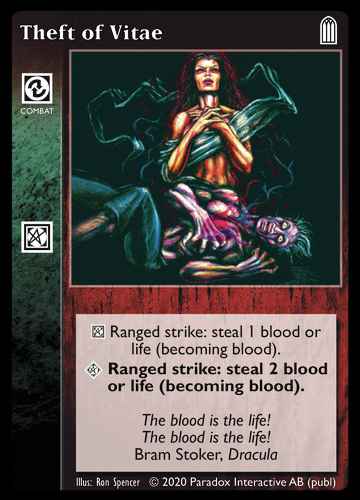 Theft of Vitae
COMBAT
Ranged strike: steal 1 blood or
life (becoming blood).
Ranged strike: steal 2 blood
or life (becoming blood).
The blood is the life!
The blood is the life!
Bram Stoker, Dracula
Illus: Ron Spencer © 2020 Paradox Interactive AB (publ)